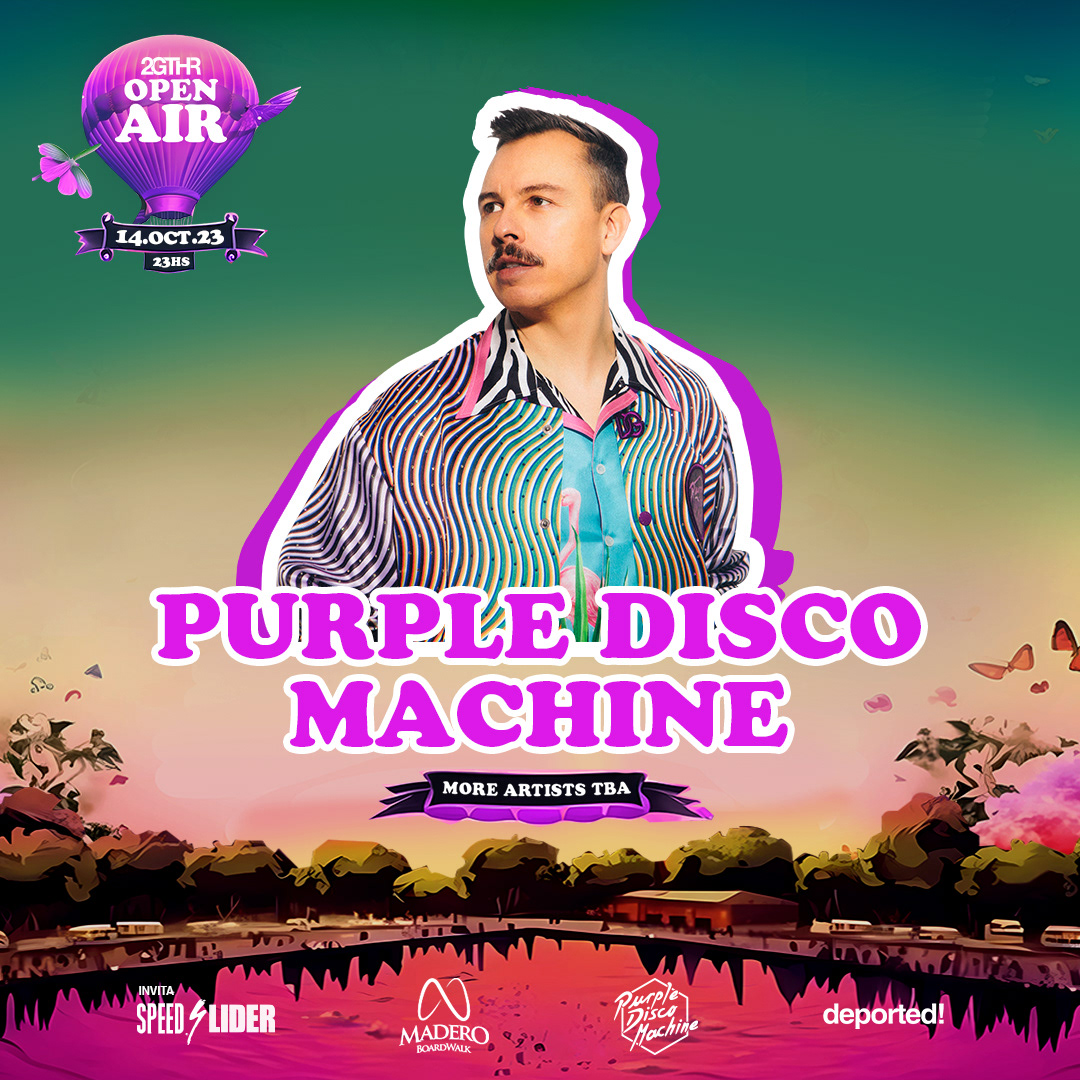 2GTHR
OPEN
AIR
14.OCT.23
23HS
DG
PURPLE DISCO
MACHINE
MORE ARTISTS TBA
INVITA
SPEED LIDER
MADERO
BOARDWALK
Purple
Disco
Machine
deported!